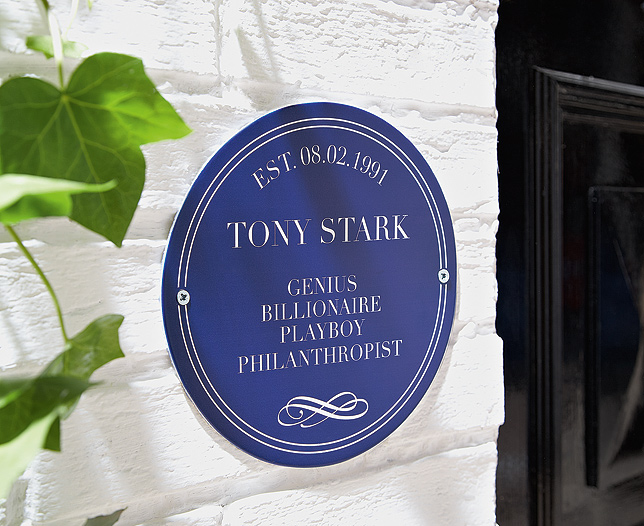 EST. 08.02.1991
TONY STARK
GENIUS
BILLIONAIRE
PLAYBOY
PHILANTHROPIST